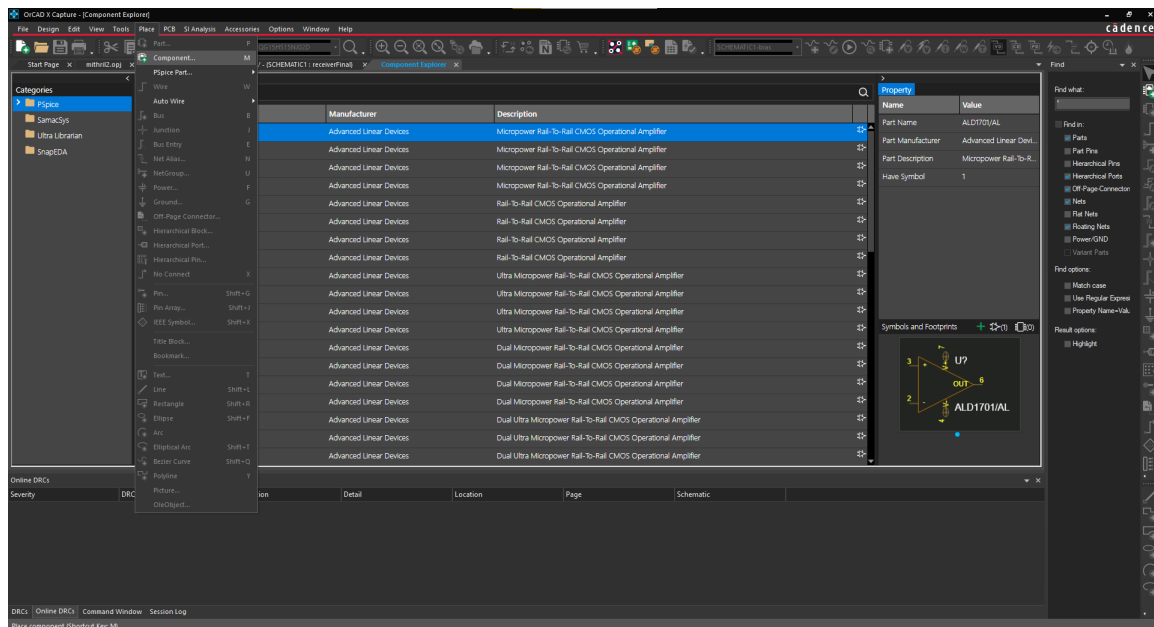 OrCAD X Capture - [Component Explorer]
File Design Edit View Tools Place PCB SI Analysis Accessories Options Window Help
cadence
SCHEMATIC1-bias
Start Page mithril2.opj / - (SCHEMATIC1 : receiverFinal) Component Explorer
Part... P
Component... M
PSpice Part...
Wire W
Auto Wire
Bus B
Junction J
Bus Entry E
Net Alias... N
NetGroup... U
Power... F
Ground... G
Off-Page Connector...
Hierarchical Block...
Hierarchical Port...
Hierarchical Pin...
No Connect X
Pin... Shift+G
Pin Array... Shift+J
IEEE Symbol... Shift+X
Title Block...
Bookmark...
Text... T
Line Shift+L
Rectangle Shift+R
Ellipse Shift+F
Arc
Elliptical Arc Shift+T
Bezier Curve Shift+Q
Polyline Y
Picture...
OleObject...
Categories
PSpice
SamacSys
Ultra Librarian
SnapEDA
Manufacturer Description
Advanced Linear Devices Micropower Rail-To-Rail CMOS Operational Amplifier
Advanced Linear Devices Micropower Rail-To-Rail CMOS Operational Amplifier
Advanced Linear Devices Micropower Rail-To-Rail CMOS Operational Amplifier
Advanced Linear Devices Micropower Rail-To-Rail CMOS Operational Amplifier
Advanced Linear Devices Rail-To-Rail CMOS Operational Amplifier
Advanced Linear Devices Rail-To-Rail CMOS Operational Amplifier
Advanced Linear Devices Rail-To-Rail CMOS Operational Amplifier
Advanced Linear Devices Rail-To-Rail CMOS Operational Amplifier
Advanced Linear Devices Ultra Micropower Rail-To-Rail CMOS Operational Amplifier
Advanced Linear Devices Ultra Micropower Rail-To-Rail CMOS Operational Amplifier
Advanced Linear Devices Ultra Micropower Rail-To-Rail CMOS Operational Amplifier
Advanced Linear Devices Ultra Micropower Rail-To-Rail CMOS Operational Amplifier
Advanced Linear Devices Dual Micropower Rail-To-Rail CMOS Operational Amplifier
Advanced Linear Devices Dual Micropower Rail-To-Rail CMOS Operational Amplifier
Advanced Linear Devices Dual Micropower Rail-To-Rail CMOS Operational Amplifier
Advanced Linear Devices Dual Micropower Rail-To-Rail CMOS Operational Amplifier
Advanced Linear Devices Dual Ultra Micropower Rail-To-Rail CMOS Operational Amplifier
Advanced Linear Devices Dual Ultra Micropower Rail-To-Rail CMOS Operational Amplifier
Advanced Linear Devices Dual Ultra Micropower Rail-To-Rail CMOS Operational Amplifier
Property
Name Value
Part Name ALD1701/AL
Part Manufacturer Advanced Linear Devi...
Part Description Micropower Rail-To-R...
Have Symbol 1
Symbols and Footprints (1) (0)
7
3 + U?
OUT 6
2 -
4
ALD1701/AL
Find
Find what:
*
Find in:
Parts
Part Pins
Hierarchical Pins
Hierarchical Ports
Off-Page-Connector
Nets
Flat Nets
Floating Nets
Power/GND
Variant Parts
Find options:
Match case
Use Regular Expressi
Property Name=Valu
Result options:
Highlight
Online DRCs
Severity DRC ion Detail Location Page Schematic
DRCs Online DRCs Command Window Session Log
Place component (Shortcut Key: M)